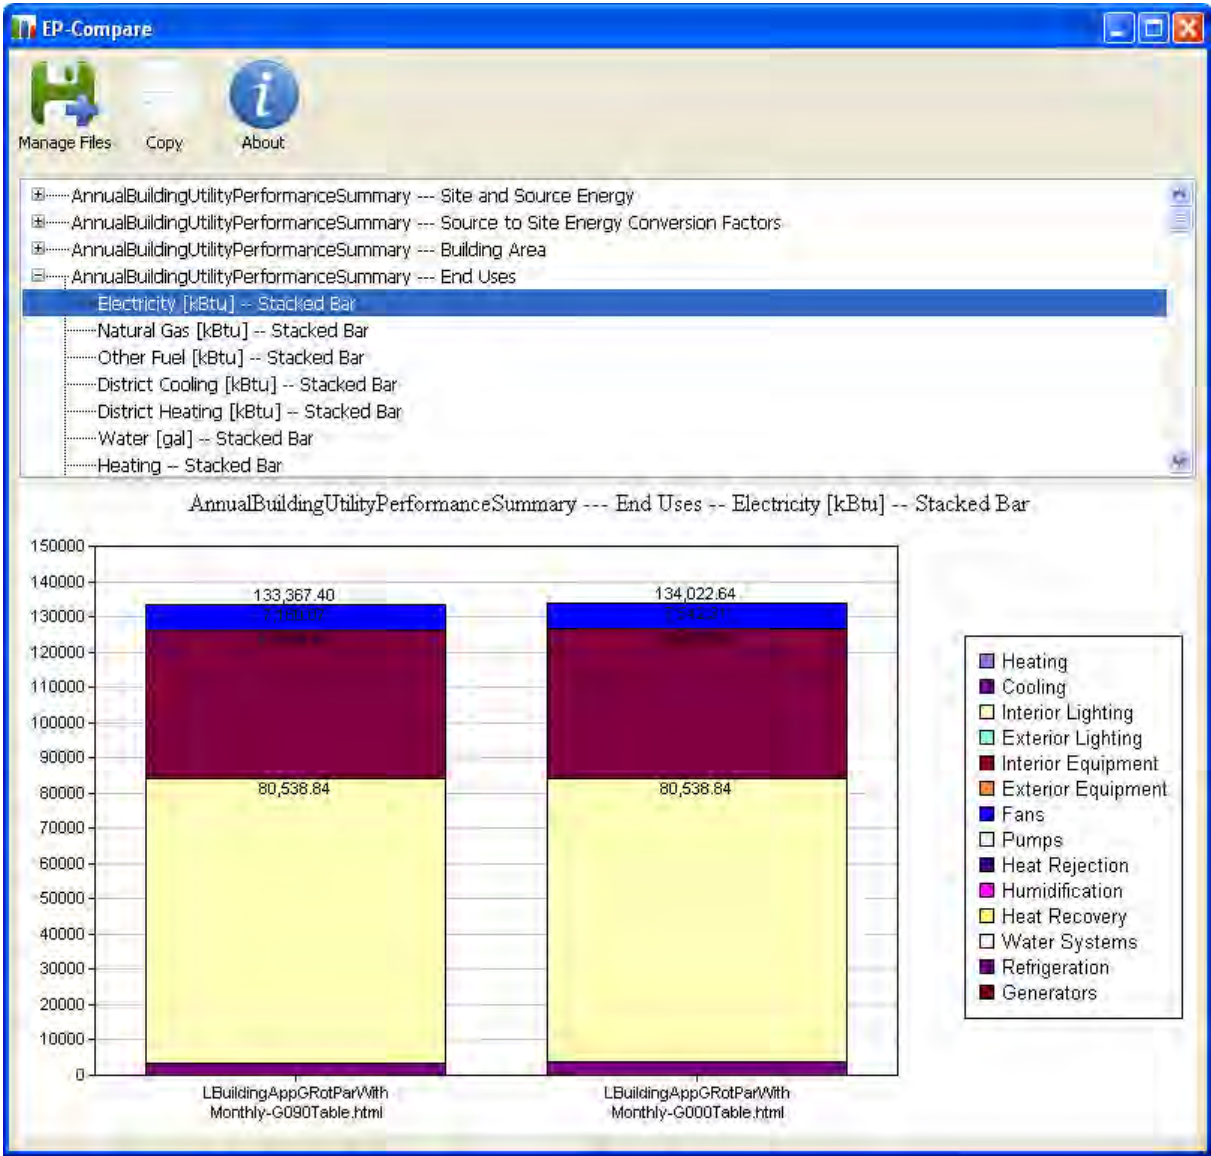 EP-Compare
Manage Files Copy About
AnnualBuildingUtilityPerformanceSummary --- Site and Source Energy
AnnualBuildingUtilityPerformanceSummary --- Source to Site Energy Conversion Factors
AnnualBuildingUtilityPerformanceSummary --- Building Area
AnnualBuildingUtilityPerformanceSummary --- End Uses
Electricity [kBtu] -- Stacked Bar
Natural Gas [kBtu] -- Stacked Bar
Other Fuel [kBtu] -- Stacked Bar
District Cooling [kBtu] -- Stacked Bar
District Heating [kBtu] -- Stacked Bar
Water [gal] -- Stacked Bar
Heating -- Stacked Bar
AnnualBuildingUtilityPerformanceSummary --- End Uses -- Electricity [kBtu] -- Stacked Bar
150000
140000
130000
120000
110000
100000
90000
80000
70000
60000
50000
40000
30000
20000
10000
0
133,367.40
134,022.64
80,538.84
80,538.84
LBuildingAppGRotParWith
Monthly-G090Table.html
LBuildingAppGRotParWith
Monthly-G000Table.html
Heating
Cooling
Interior Lighting
Exterior Lighting
Interior Equipment
Exterior Equipment
Fans
Pumps
Heat Rejection
Humidification
Heat Recovery
Water Systems
Refrigeration
Generators